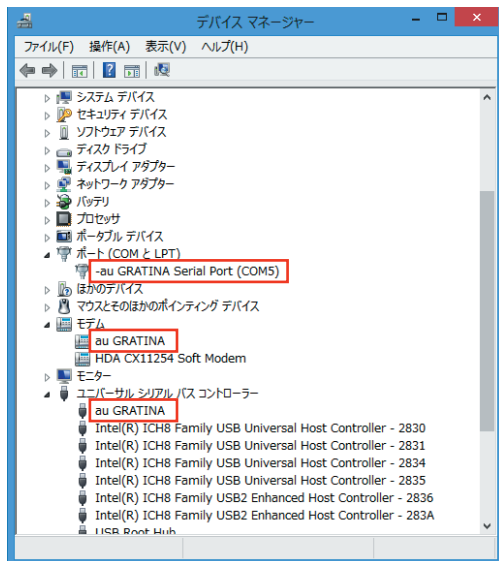 デバイス マネージャー
ファイル(F) 操作(A) 表示(V) ヘルプ(H)
システム デバイス
セキュリティ デバイス
ソフトウェア デバイス
ディスク ドライブ
ディスプレイ アダプター
ネットワーク アダプター
バッテリ
プロセッサ
ポータブル デバイス
ポート (COM と LPT)
-au GRATINA Serial Port (COM5)
ほかのデバイス
マウスとそのほかのポインティング デバイス
モデム
au GRATINA
HDA CX11254 Soft Modem
モニター
ユニバーサル シリアル バス コントローラー
au GRATINA
Intel(R) ICH8 Family USB Universal Host Controller - 2830
Intel(R) ICH8 Family USB Universal Host Controller - 2831
Intel(R) ICH8 Family USB Universal Host Controller - 2834
Intel(R) ICH8 Family USB Universal Host Controller - 2835
Intel(R) ICH8 Family USB2 Enhanced Host Controller - 2836
Intel(R) ICH8 Family USB2 Enhanced Host Controller - 283A
USB Root Hub